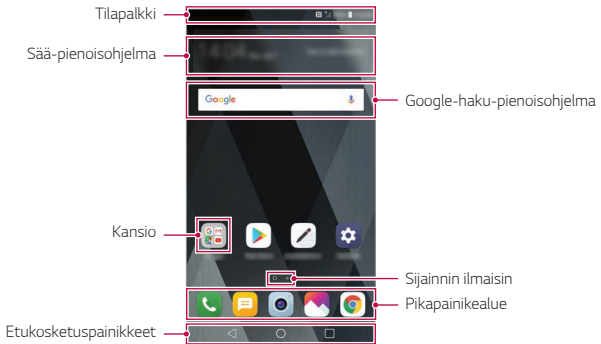 Tilapalkki
Sää-pienoisohjelma
Google
Google-haku-pienoisohjelma
Kansio
Sijainnin ilmaisin
Pikapainikealue
Etukosketuspainikkeet